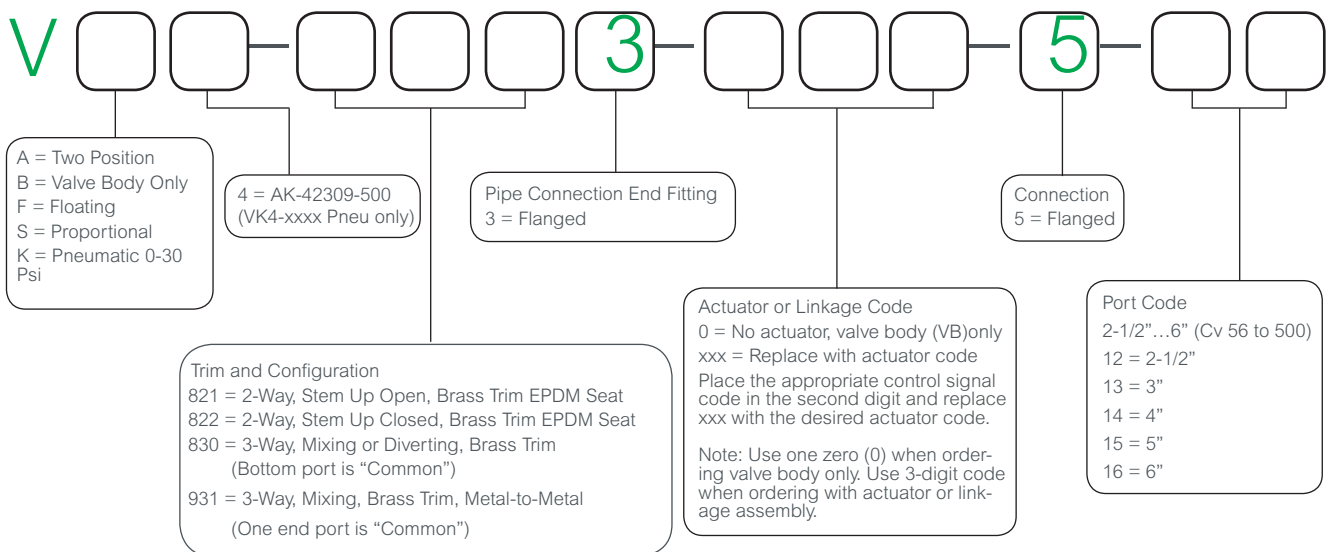 V 3 5
A = Two Position
B = Valve Body Only
F = Floating
S = Proportional
K = Pneumatic 0-30
Psi
4 = AK-42309-500
(VK4-xxxx Pneu only)
Pipe Connection End Fitting
3 = Flanged
Connection
5 = Flanged
Trim and Configuration
821 = 2-Way, Stem Up Open, Brass Trim EPDM Seat
822 = 2-Way, Stem Up Closed, Brass Trim EPDM Seat
830 = 3-Way, Mixing or Diverting, Brass Trim
(Bottom port is “Common”)
931 = 3-Way, Mixing, Brass Trim, Metal-to-Metal
(One end port is “Common”)
Actuator or Linkage Code
0 = No actuator, valve body (VB)only
xxx = Replace with actuator code
Place the appropriate control signal
code in the second digit and replace
xxx with the desired actuator code.
Note: Use one zero (0) when order-
ing valve body only. Use 3-digit code
when ordering with actuator or link-
age assembly.
Port Code
2-1/2”…6” (Cv 56 to 500)
12 = 2-1/2”
13 = 3”
14 = 4”
15 = 5”
16 = 6”